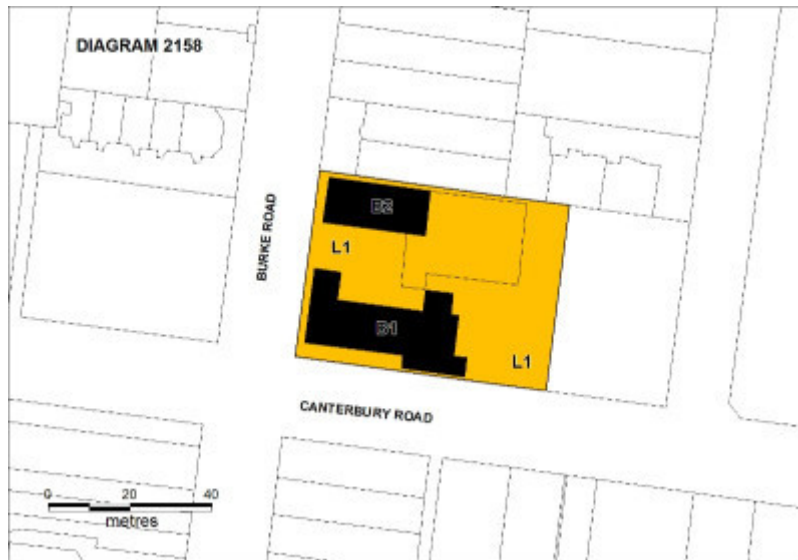 DIAGRAM 2158
BURKE ROAD
B2
L1
B1
L1
CANTERBURY ROAD
0 20 40
metres